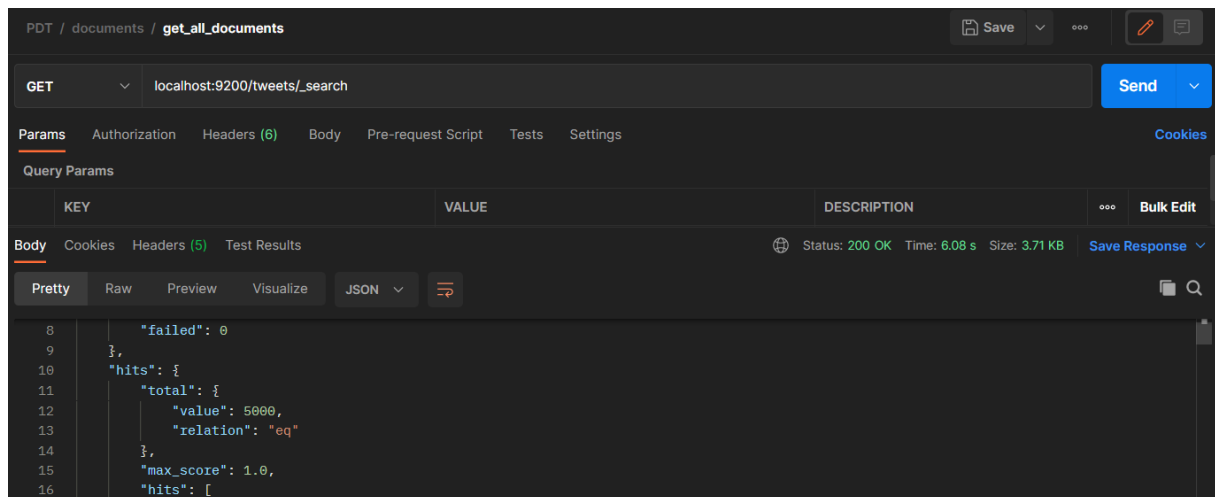 PDT / documents / get_all_documents
Save
GET localhost:9200/tweets/_search Send
Params Authorization Headers (6) Body Pre-request Script Tests Settings Cookies
Query Params
KEY VALUE DESCRIPTION Bulk Edit
Body Cookies Headers (5) Test Results Status: 200 OK Time: 6.08 s Size: 3.71 KB Save Response
Pretty Raw Preview Visualize JSON
8 "failed": 0
9 },
10 "hits": {
11 "total": {
12 "value": 5000,
13 "relation": "eq"
14 },
15 "max_score": 1.0,
16 "hits": [